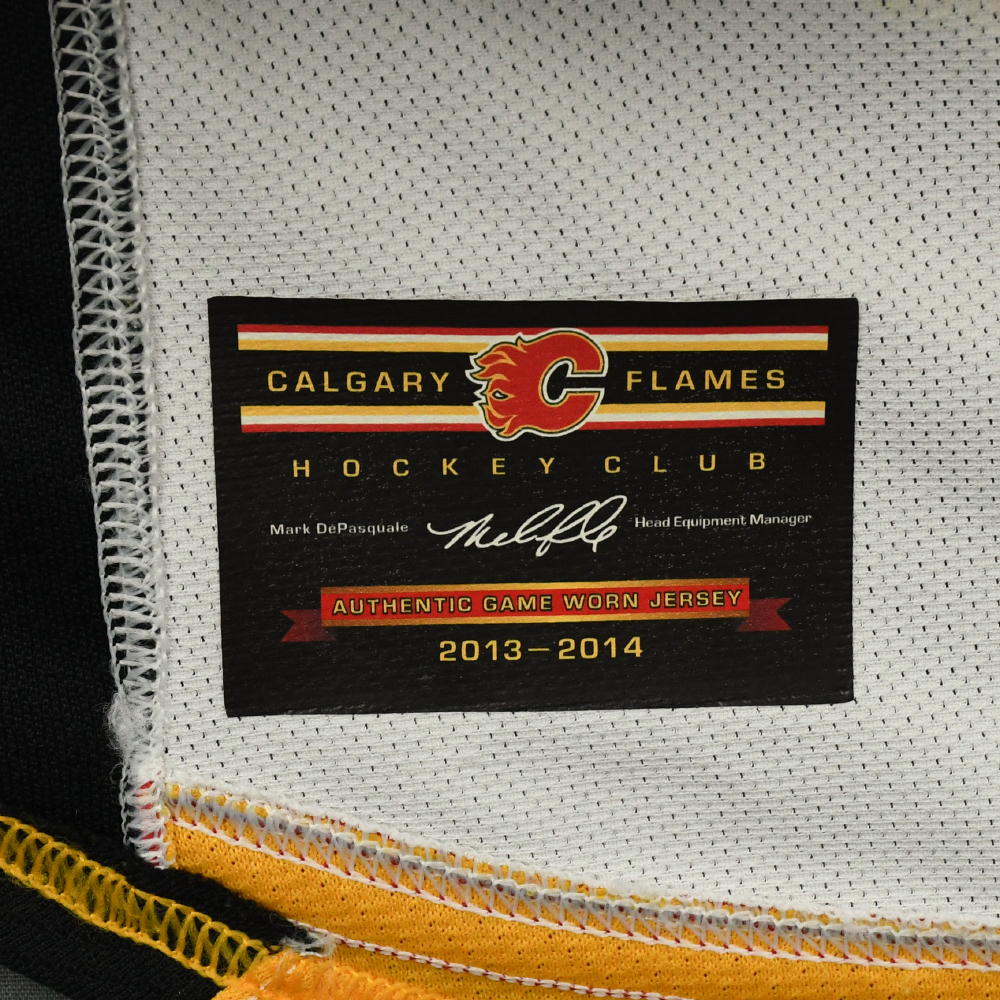 CALGARY C FLAMES
HOCKEY CLUB
Mark DePasquale Head Equipment Manager
AUTHENTIC GAME WORN JERSEY
2013–2014